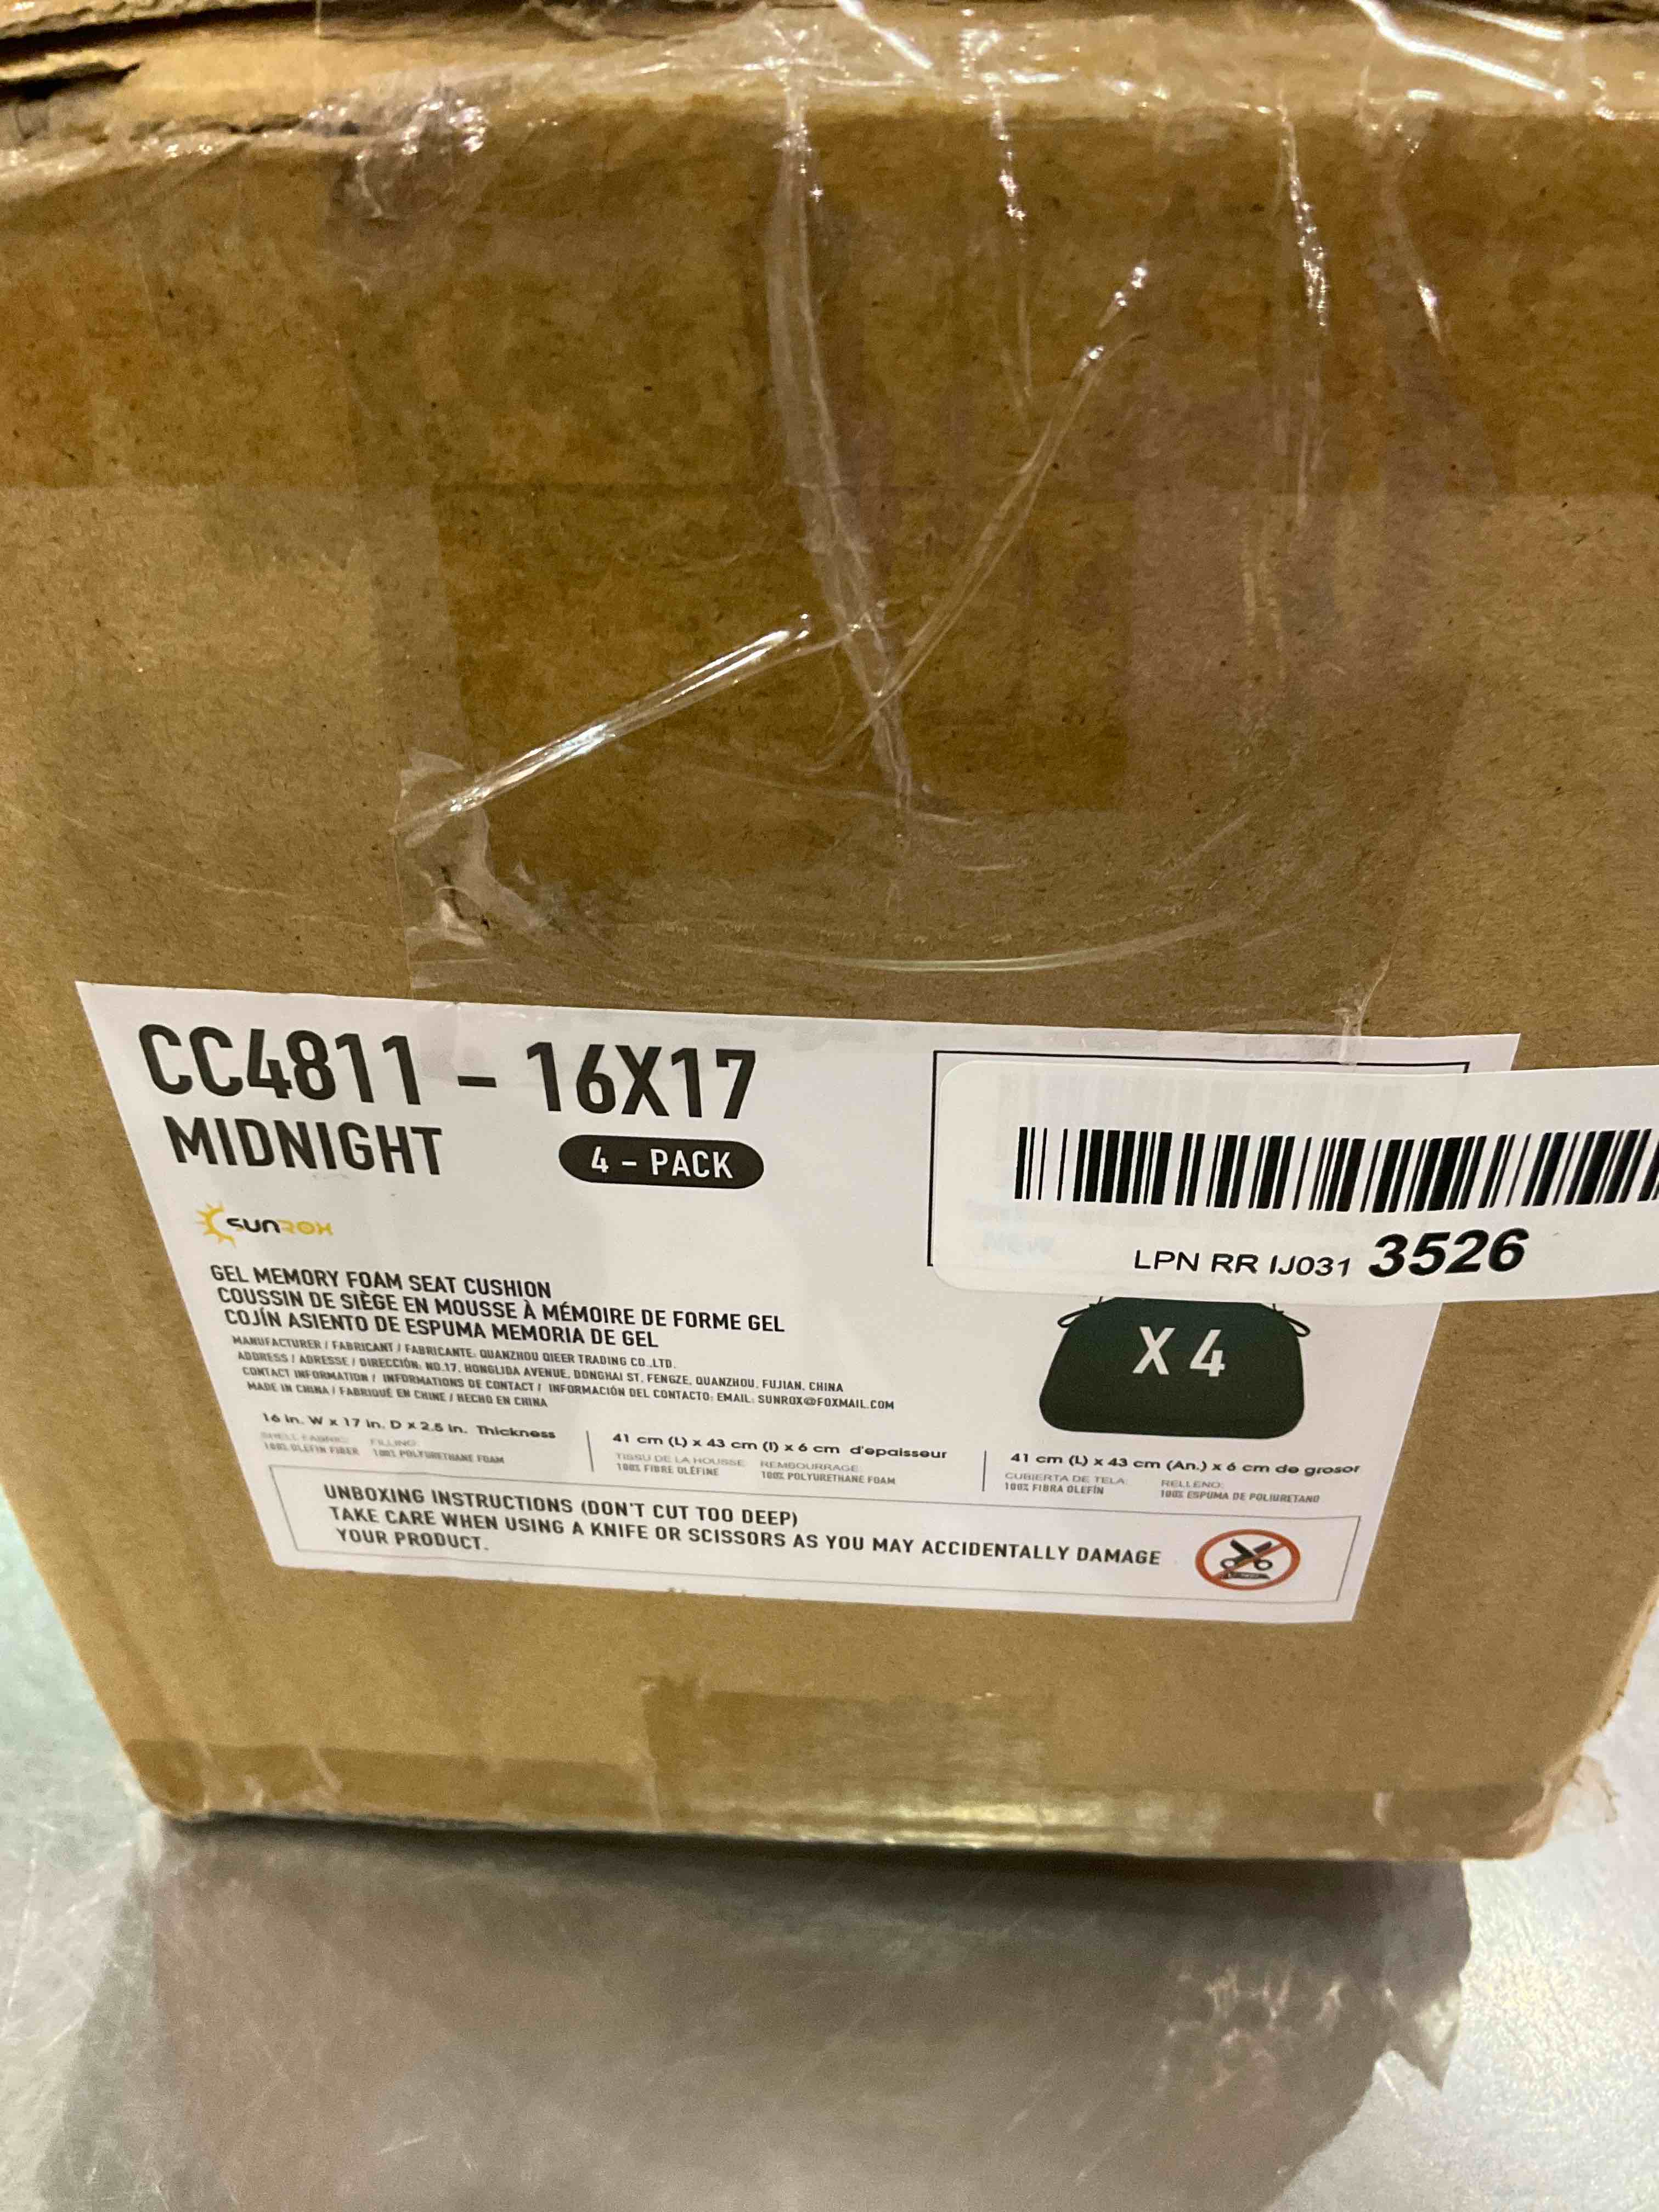 CC4811 – 16X17
MIDNIGHT
4 – PACK
SUNROX
LPN RR IJ031 3526
GEL MEMORY FOAM SEAT CUSHION
COUSSIN DE SIÈGE EN MOUSSE À MÉMOIRE DE FORME GEL
COJÍN ASIENTO DE ESPUMA MEMORIA DE GEL
X 4
MANUFACTURER / FABRICANT / FABRICANTE: QUANZHOU QIEER TRADING CO.,LTD.
ADDRESS / ADRESSE / DIRECCIÓN: NO.17, HONGLIDA AVENUE, DONGHAI ST, FENGZE, QUANZHOU, FUJIAN, CHINA
CONTACT INFORMATION / INFORMATIONS DE CONTACT / INFORMACIÓN DEL CONTACTO: EMAIL: SUNROX@FOXMAIL.COM
MADE IN CHINA / FABRIQUÉ EN CHINE / HECHO EN CHINA
16 in. W x 17 in. D x 2.5 in. Thickness
SHELL FABRIC: FILLING:
100% OLEFIN FIBER 100% POLYURETHANE FOAM
41 cm (L) x 43 cm (l) x 6 cm d'epaisseur
TISSU DE LA HOUSSE: REMBOURRAGE:
100% FIBRE OLÉFINE 100% POLYURETHANE FOAM
41 cm (L) x 43 cm (An.) x 6 cm de grosor
CUBIERTA DE TELA: RELLENO:
100% FIBRA OLEFÍN 100% ESPUMA DE POLIURETANO
UNBOXING INSTRUCTIONS (DON'T CUT TOO DEEP)
TAKE CARE WHEN USING A KNIFE OR SCISSORS AS YOU MAY ACCIDENTALLY DAMAGE
YOUR PRODUCT.